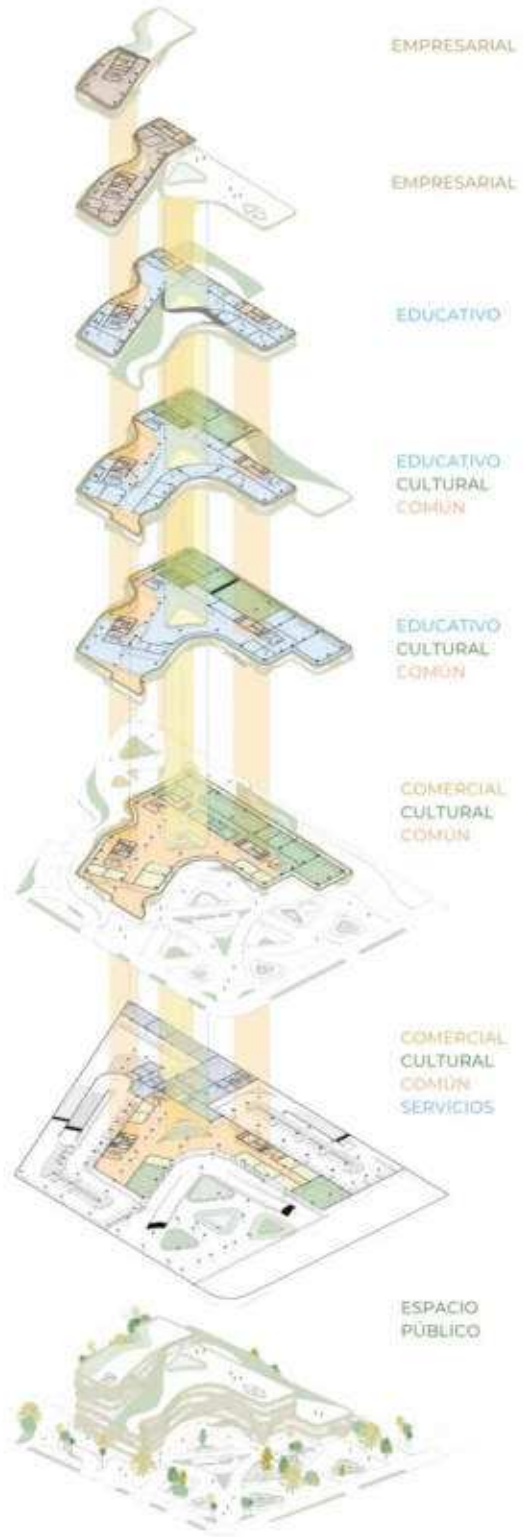 EMPRESARIAL
EMPRESARIAL
EDUCATIVO
EDUCATIVO
CULTURAL
COMÚN
EDUCATIVO
CULTURAL
COMÚN
COMERCIAL
CULTURAL
COMÚN
COMERCIAL
CULTURAL
COMÚN
SERVICIOS
ESPACIO
PÚBLICO